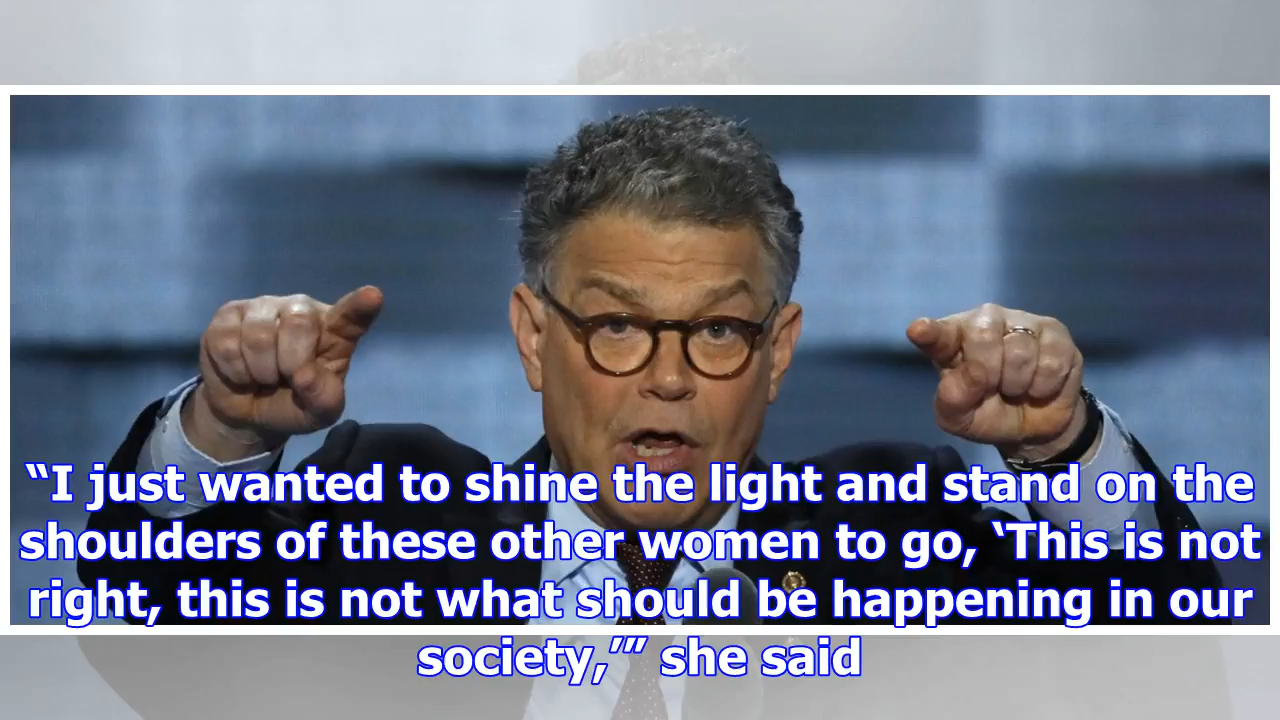 “I just wanted to shine the light and stand on the
shoulders of these other women to go, ‘This is not
right, this is not what should be happening in our
society,’” she said